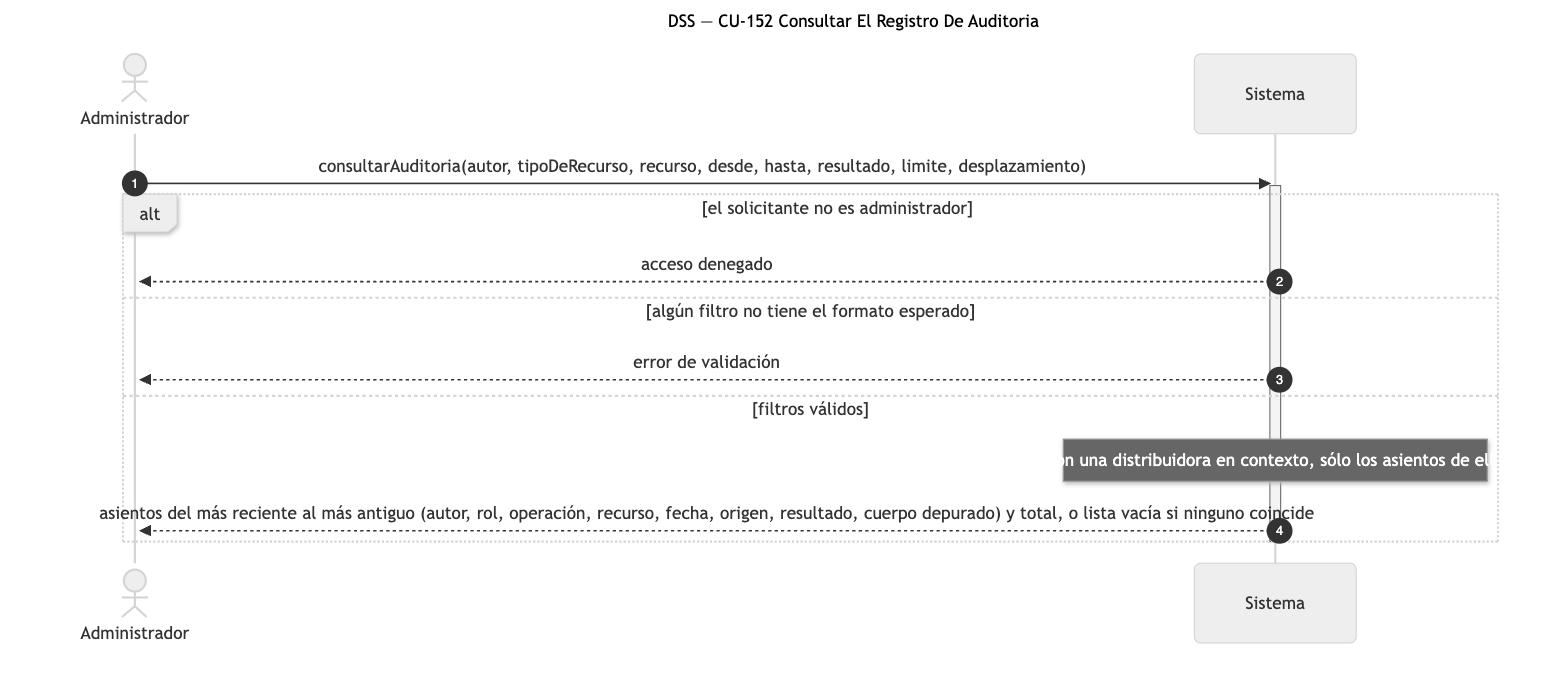 DSS — CU-152 Consultar El Registro De Auditoria
Administrador
Sistema
consultarAuditoria(autor, tipoDeRecurso, recurso, desde, hasta, resultado, limite, desplazamiento)
1
alt
[el solicitante no es administrador]
acceso denegado
2
[algún filtro no tiene el formato esperado]
error de validación
3
[filtros válidos]
una distribuidora en contexto, sólo los asientos de
asientos del más reciente al más antiguo (autor, rol, operación, recurso, fecha, origen, resultado, cuerpo depurado) y total, o lista vacía si ninguno coincide
4
Administrador
Sistema